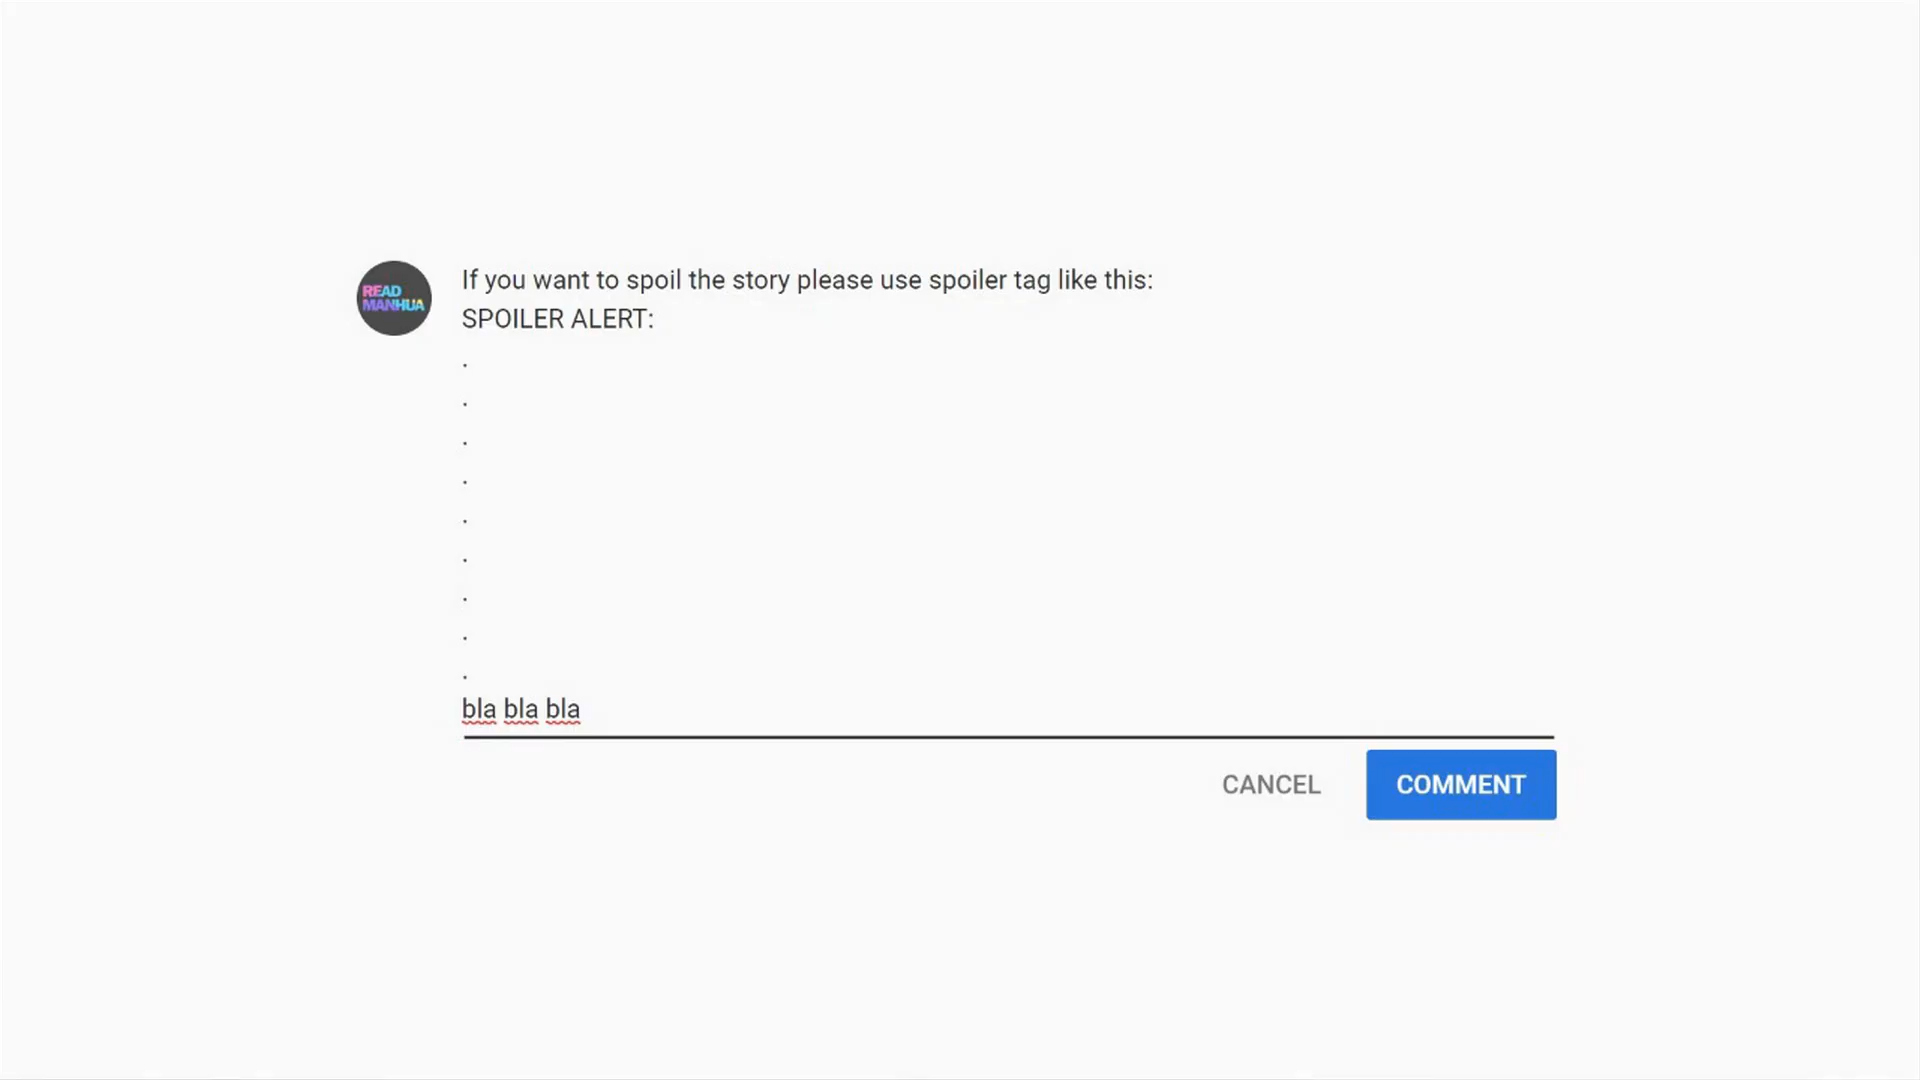 READ
MANHUA
If you want to spoil the story please use spoiler tag like this:
SPOILER ALERT:
.
.
.
.
.
.
.
.
.
bla bla bla
CANCEL
COMMENT